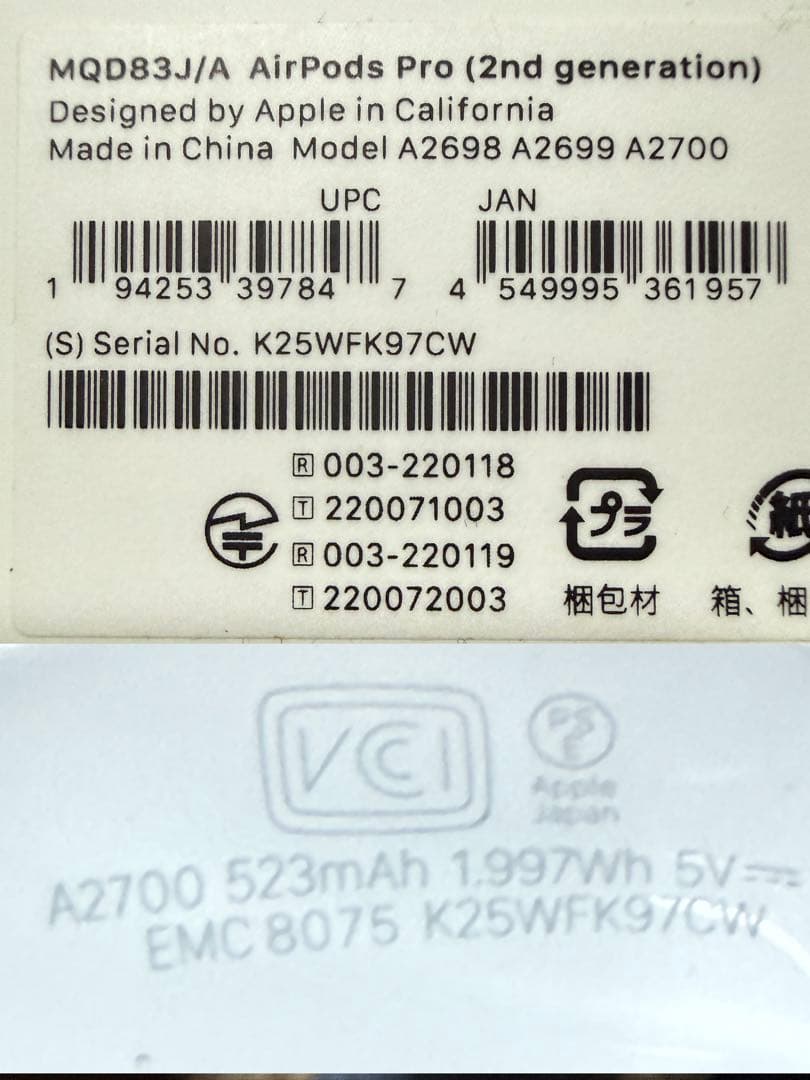 MQD83J/A AirPods Pro (2nd generation)
Designed by Apple in California
Made in China Model A2698 A2699 A2700
UPC JAN
1 94253 39784 7 4 549995 361957
(S) Serial No. K25WFK97CW
R 003-220118
T 220071003
R 003-220119
T 220072003
プラ 紙
梱包材 箱、梱
VCI PSE
Apple
Japan
A2700 523mAh 1.997Wh 5V⎓
EMC 8075 K25WFK97CW